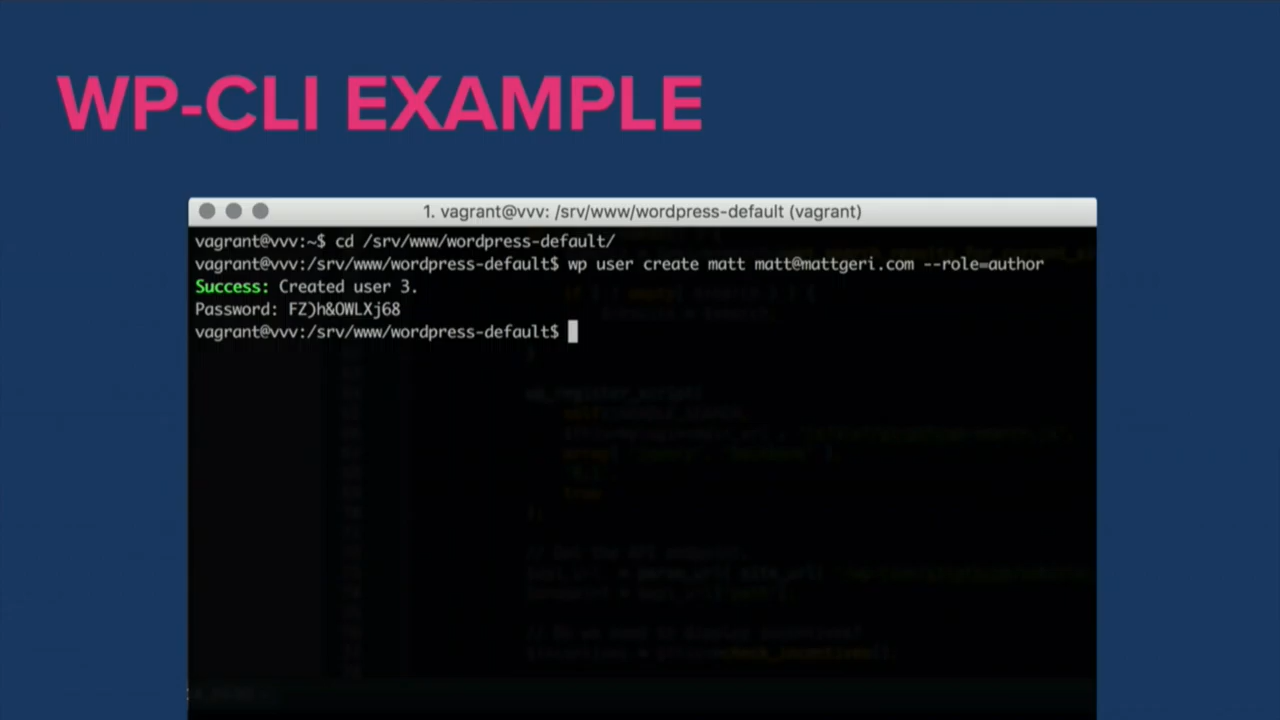 WP-CLI EXAMPLE
1. vagrant@vvv: /srv/www/wordpress-default (vagrant)
vagrant@vvv:~$ cd /srv/www/wordpress-default/
vagrant@vvv:/srv/www/wordpress-default$ wp user create matt matt@mattgeri.com --role=author
Success: Created user 3.
Password: FZ)h&OWLXj68
vagrant@vvv:/srv/www/wordpress-default$